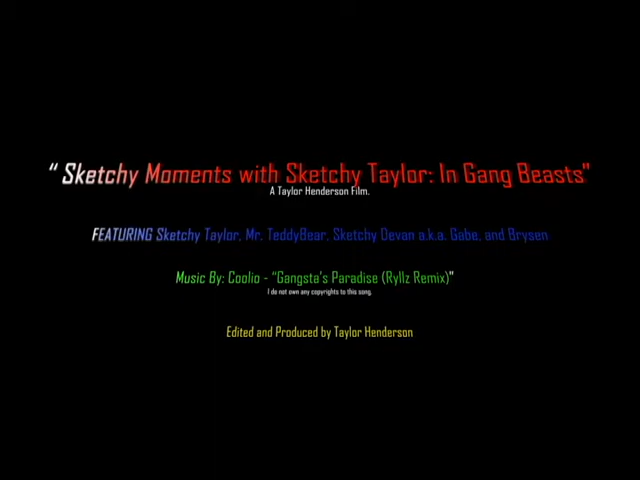 “ Sketchy Moments with Sketchy Taylor: In Gang Beasts"
A Taylor Henderson Film.
FEATURING Sketchy Taylor, Mr. TeddyBear, Sketchy Devan a.k.a. Gabe, and Brysen
Music By: Coolio - “Gangsta's Paradise (Ryllz Remix)"
I do not own any copyrights to this song.
Edited and Produced by Taylor Henderson